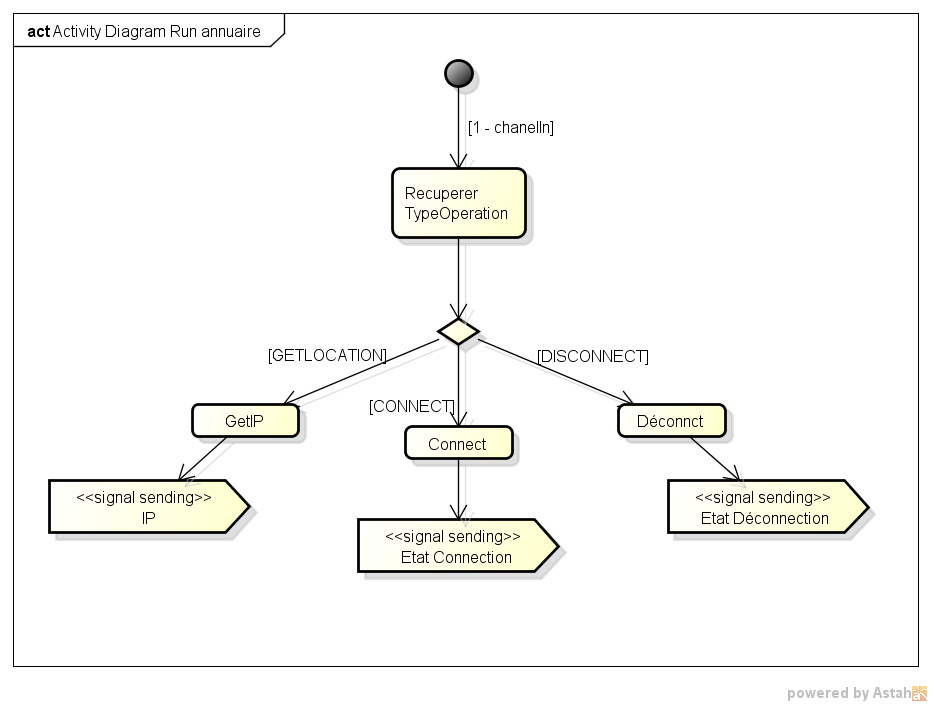 act Activity Diagram Run annuaire
[1 - chanelIn]
Recuperer
TypeOperation
[GETLOCATION]
[DISCONNECT]
[CONNECT]
GetIP
Connect
Déconnct
<<signal sending>>
IP
<<signal sending>>
Etat Connection
<<signal sending>>
Etat Déconnection
powered by Astah